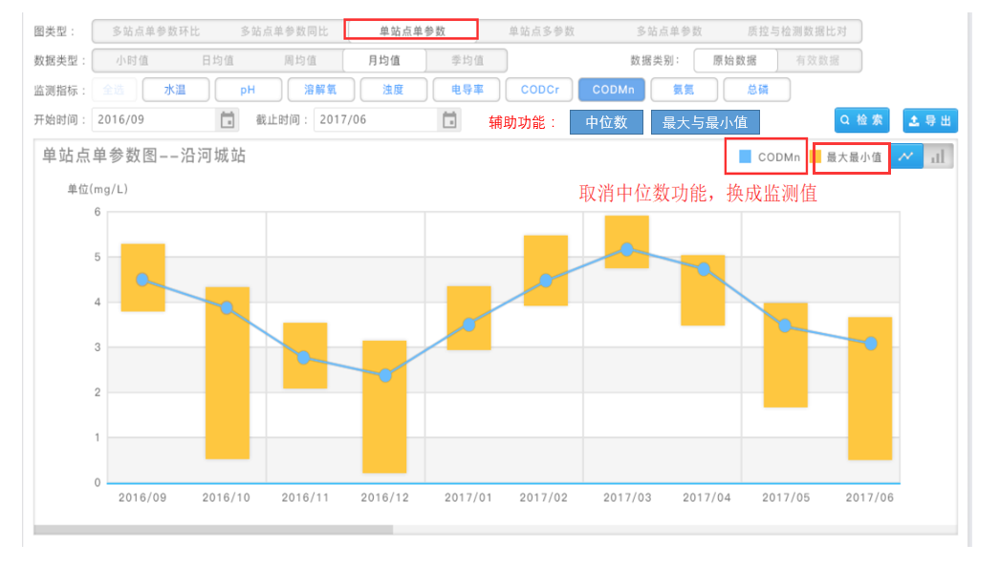 图类型： 多站点单参数环比 多站点单参数同比 单站点单参数 单站点多参数 多站点单参数 质控与检测数据比对
数据类型： 小时值 日均值 周均值 月均值 季均值 数据类别： 原始数据 有效数据
监测指标： 全选 水温 pH 溶解氧 浊度 电导率 CODCr CODMn 氨氮 总磷
开始时间： 2016/09 截止时间： 2017/06 辅助功能： 中位数 最大与最小值 检索 导出
单站点单参数图--沿河城站 CODMn 最大最小值
单位(mg/L) 取消中位数功能，换成监测值
6
5
4
3
2
1
0
2016/09 2016/10 2016/11 2016/12 2017/01 2017/02 2017/03 2017/04 2017/05 2017/06